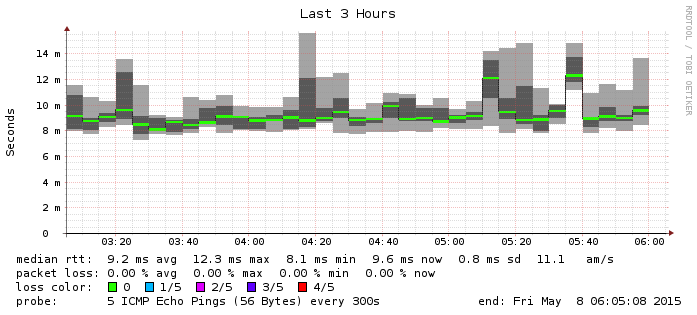 Last 3 Hours
RRDTOOL / TOBI OETIKER
Seconds
14 m
12 m
10 m
8 m
6 m
4 m
2 m
0
03:20 03:40 04:00 04:20 04:40 05:00 05:20 05:40 06:00
median rtt: 9.2 ms avg 12.3 ms max 8.1 ms min 9.6 ms now 0.8 ms sd 11.1 am/s
packet loss: 0.00 % avg 0.00 % max 0.00 % min 0.00 % now
loss color: 0 1/5 2/5 3/5 4/5
probe: 5 ICMP Echo Pings (56 Bytes) every 300s end: Fri May 8 06:05:08 2015